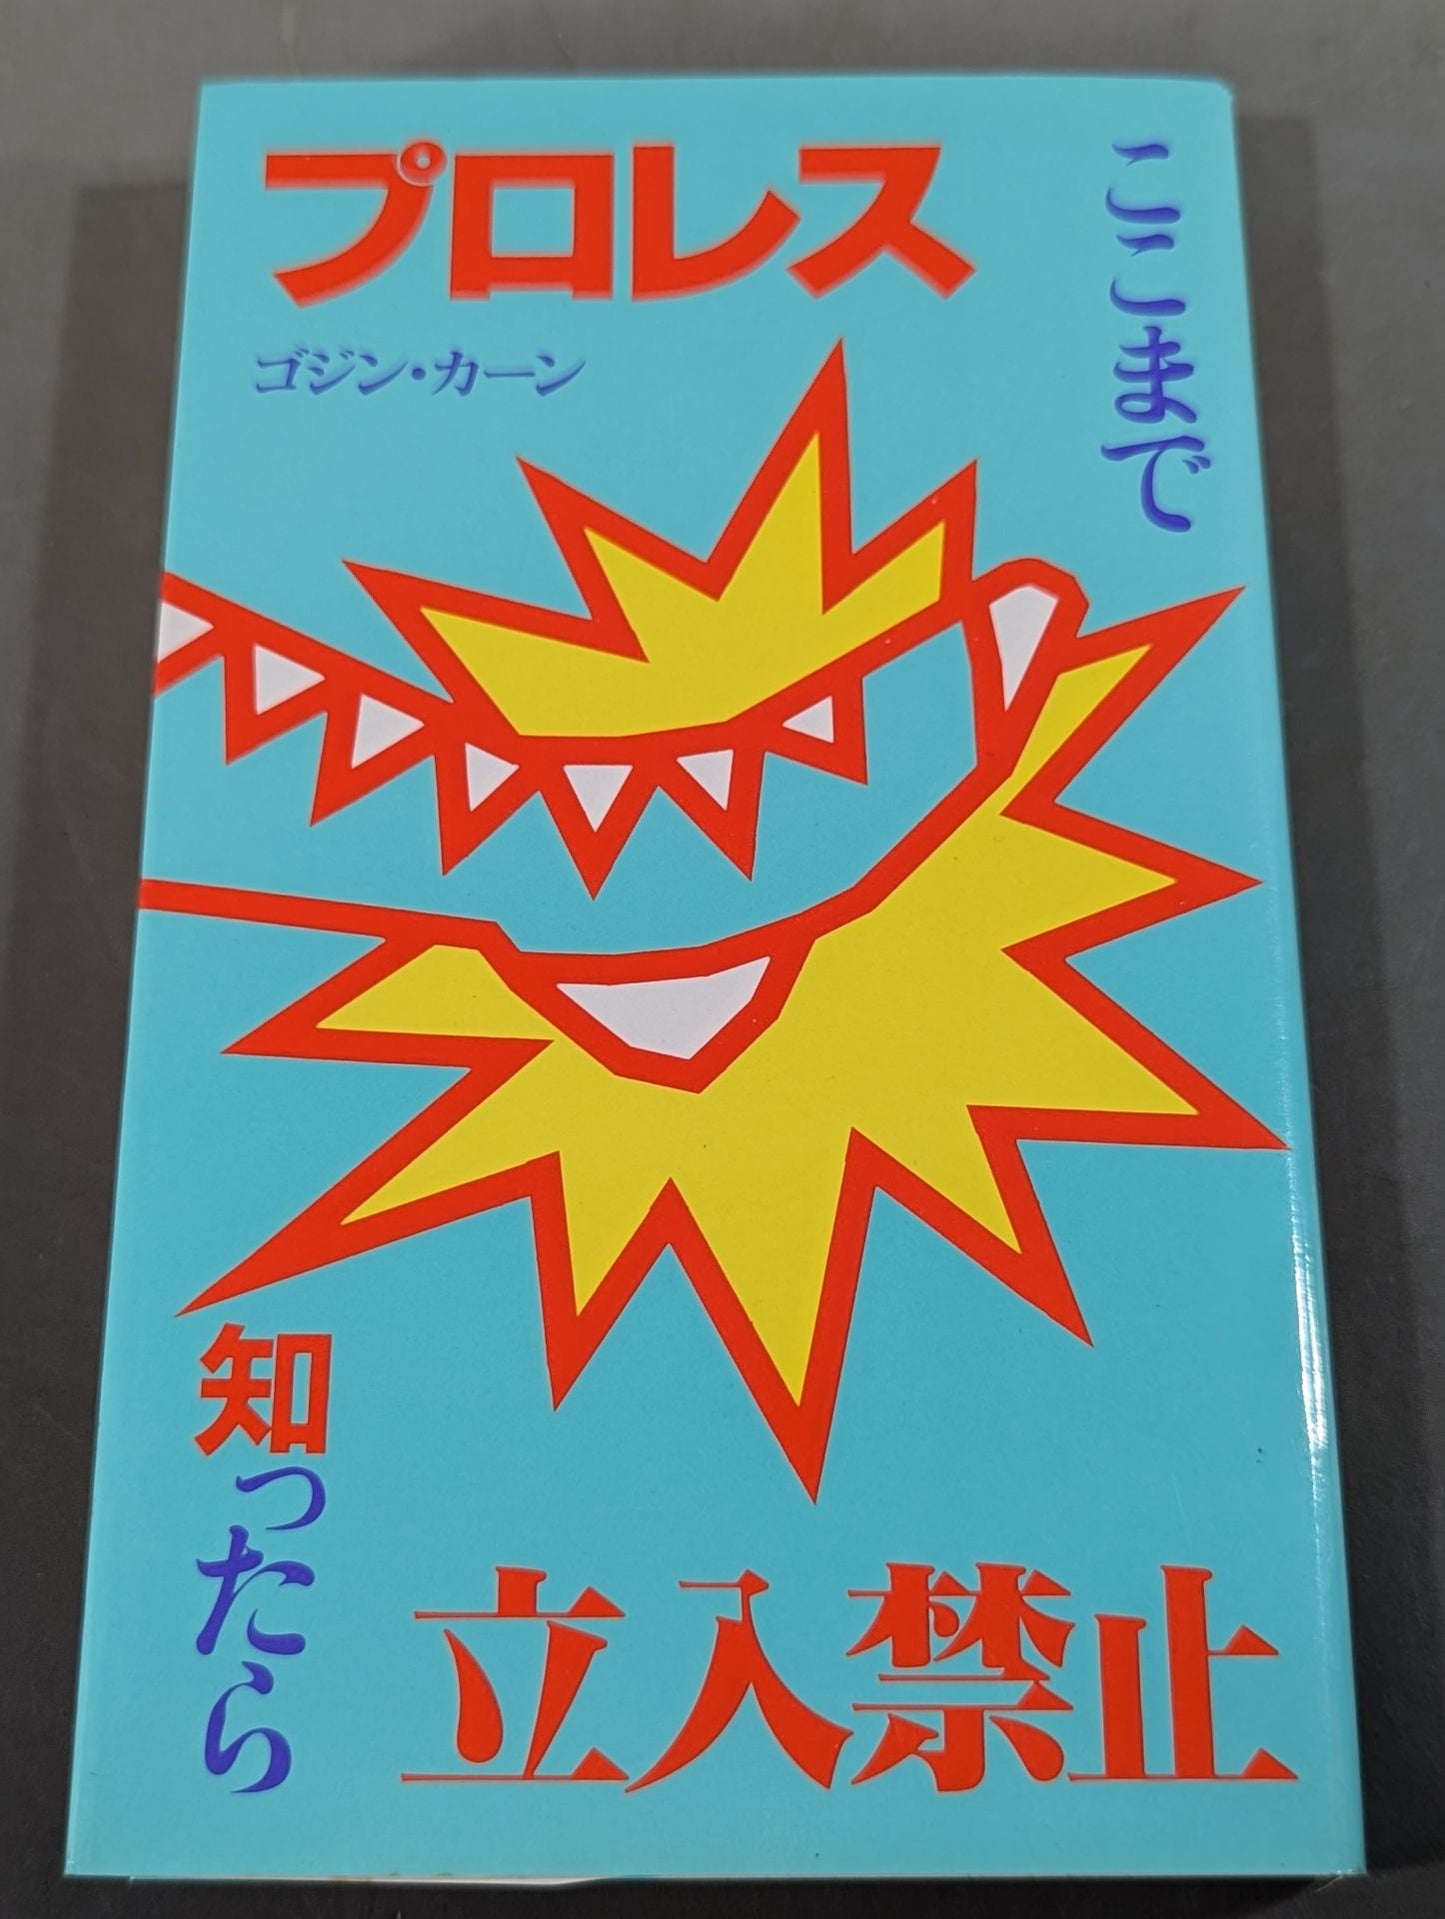 プロレス
ここまで
ゴジン・カーン
知ったら
立入禁止